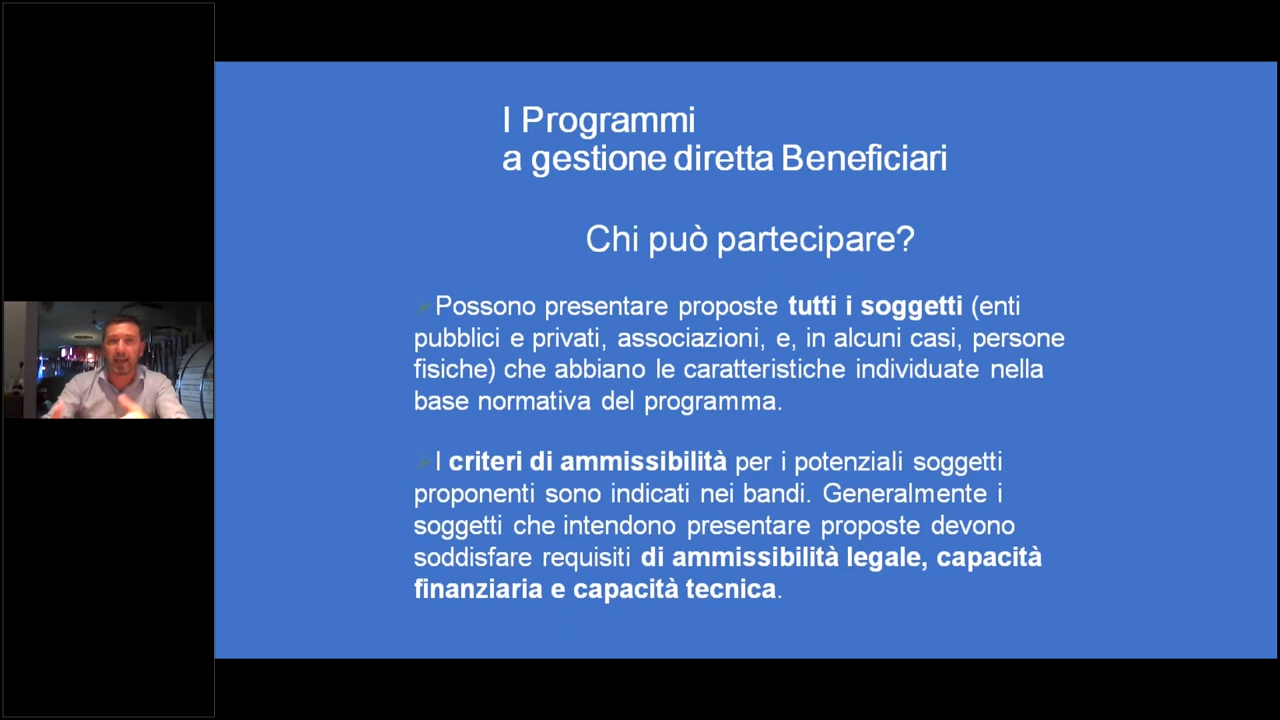 I Programmi
a gestione diretta Beneficiari
Chi può partecipare?
Possono presentare proposte tutti i soggetti (enti
pubblici e privati, associazioni, e, in alcuni casi, persone
fisiche) che abbiano le caratteristiche individuate nella
base normativa del programma.
I criteri di ammissibilità per i potenziali soggetti
proponenti sono indicati nei bandi. Generalmente i
soggetti che intendono presentare proposte devono
soddisfare requisiti di ammissibilità legale, capacità
finanziaria e capacità tecnica.